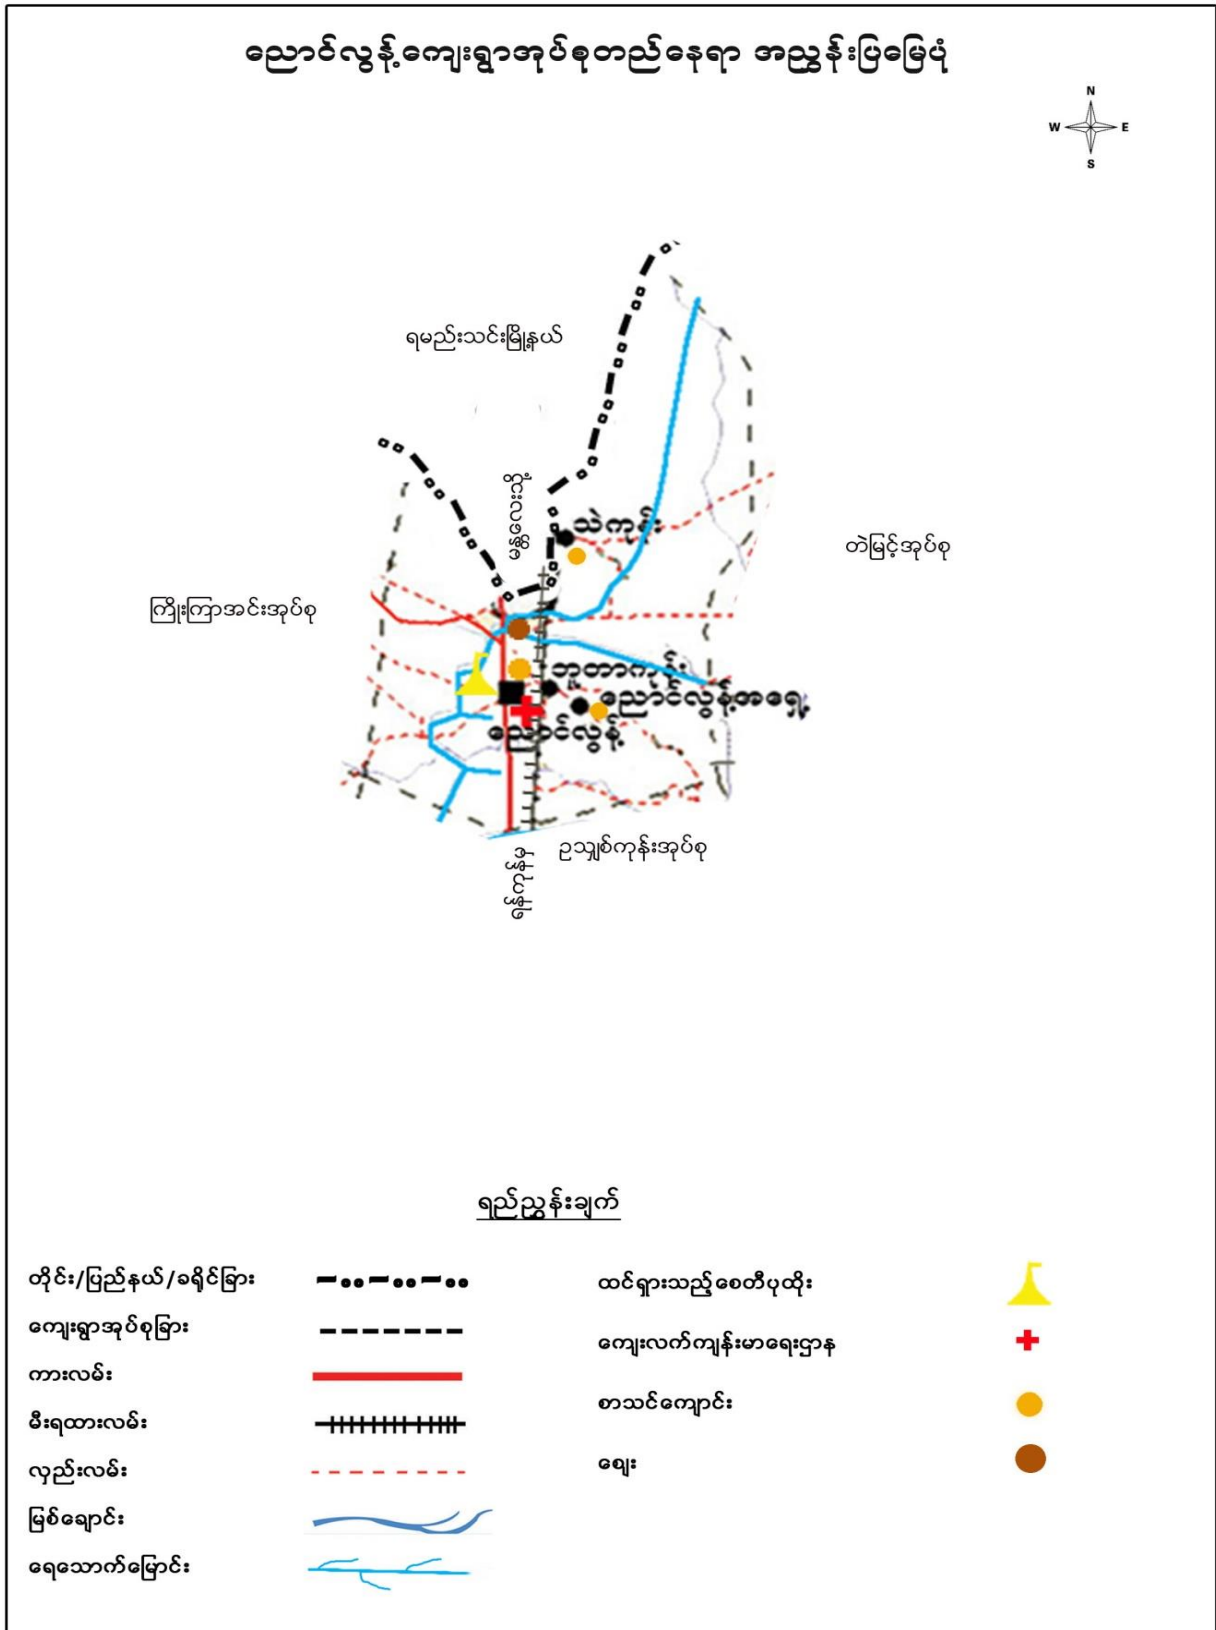 ညောင်လွန့်ကျေးရွာအုပ်စုတည်နေရာ အညွှန်းပြမြေပုံ
N
W E
S
ရမည်းသင်းမြို့နယ်
မန္တလေးသို့
သဲကုန်း
တဲမြင့်အုပ်စု
ကြိုးကြာအင်းအုပ်စု
ဘူတာကုန်း
ညောင်လွန့်အရှေ့
ညောင်လွန့်
ဥသျှစ်ကုန်းအုပ်စု
ရန်ကုန်မှ
ရည်ညွှန်းချက်
တိုင်း/ပြည်နယ်/ခရိုင်ခြား
ကျေးရွာအုပ်စုခြား
ကားလမ်း
မီးရထားလမ်း
လှည်းလမ်း
မြစ်ချောင်း
ရေသောက်မြောင်း
ထင်ရှားသည့်စေတီပုထိုး
ကျေးလက်ကျန်းမာရေးဌာန
စာသင်ကျောင်း
ဈေး